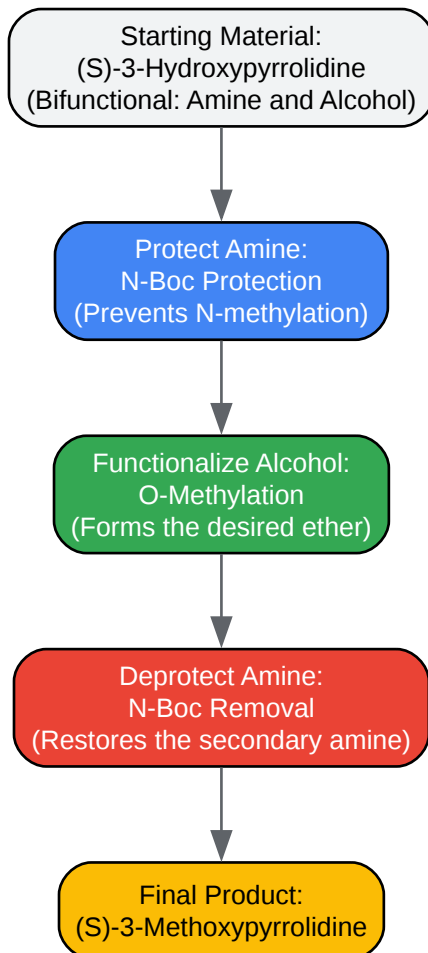 Starting Material:
(S)-3-Hydroxypyrrolidine
(Bifunctional: Amine and Alcohol)
Protect Amine:
N-Boc Protection
(Prevents N-methylation)
Functionalize Alcohol:
O-Methylation
(Forms the desired ether)
Deprotect Amine:
N-Boc Removal
(Restores the secondary amine)
Final Product:
(S)-3-Methoxypyrrolidine